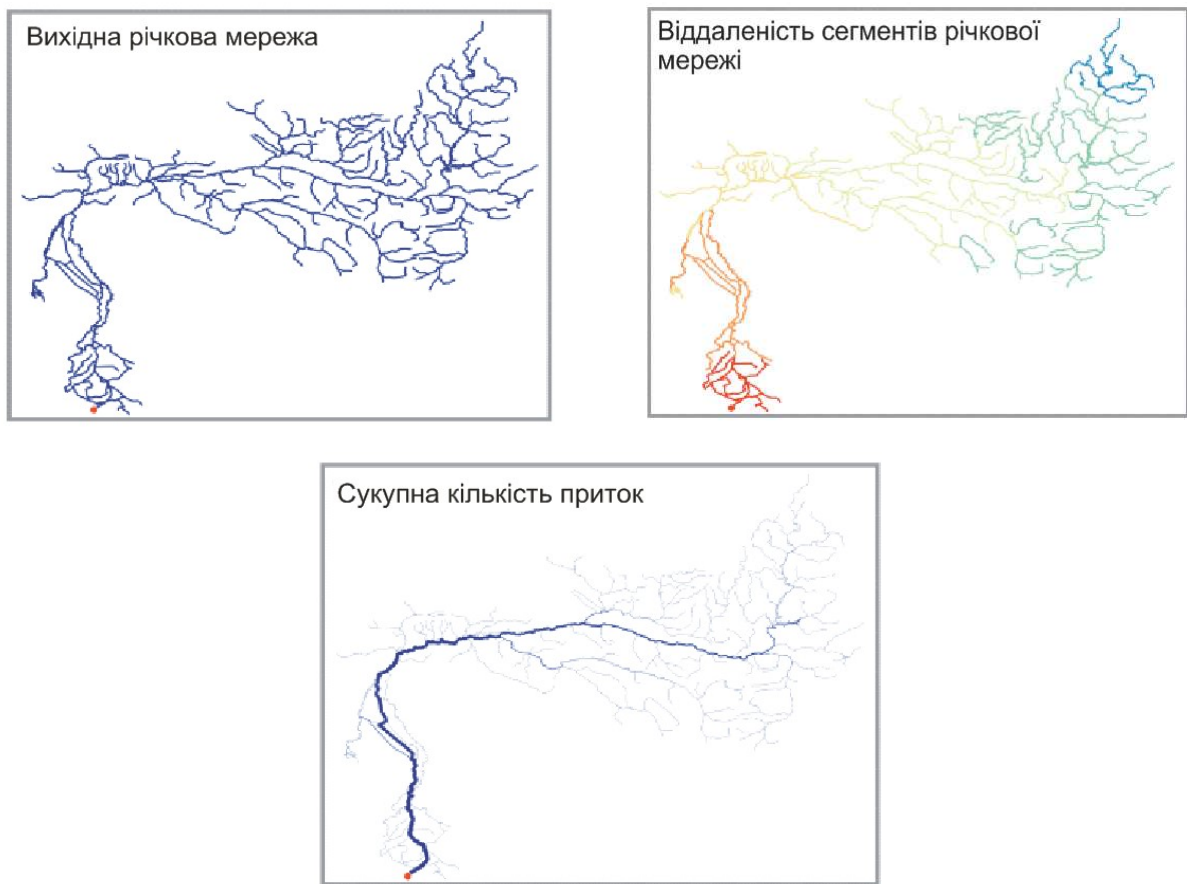 Вихідна річкова мережа
Віддаленість сегментів річкової
мережі
Сукупна кількість приток